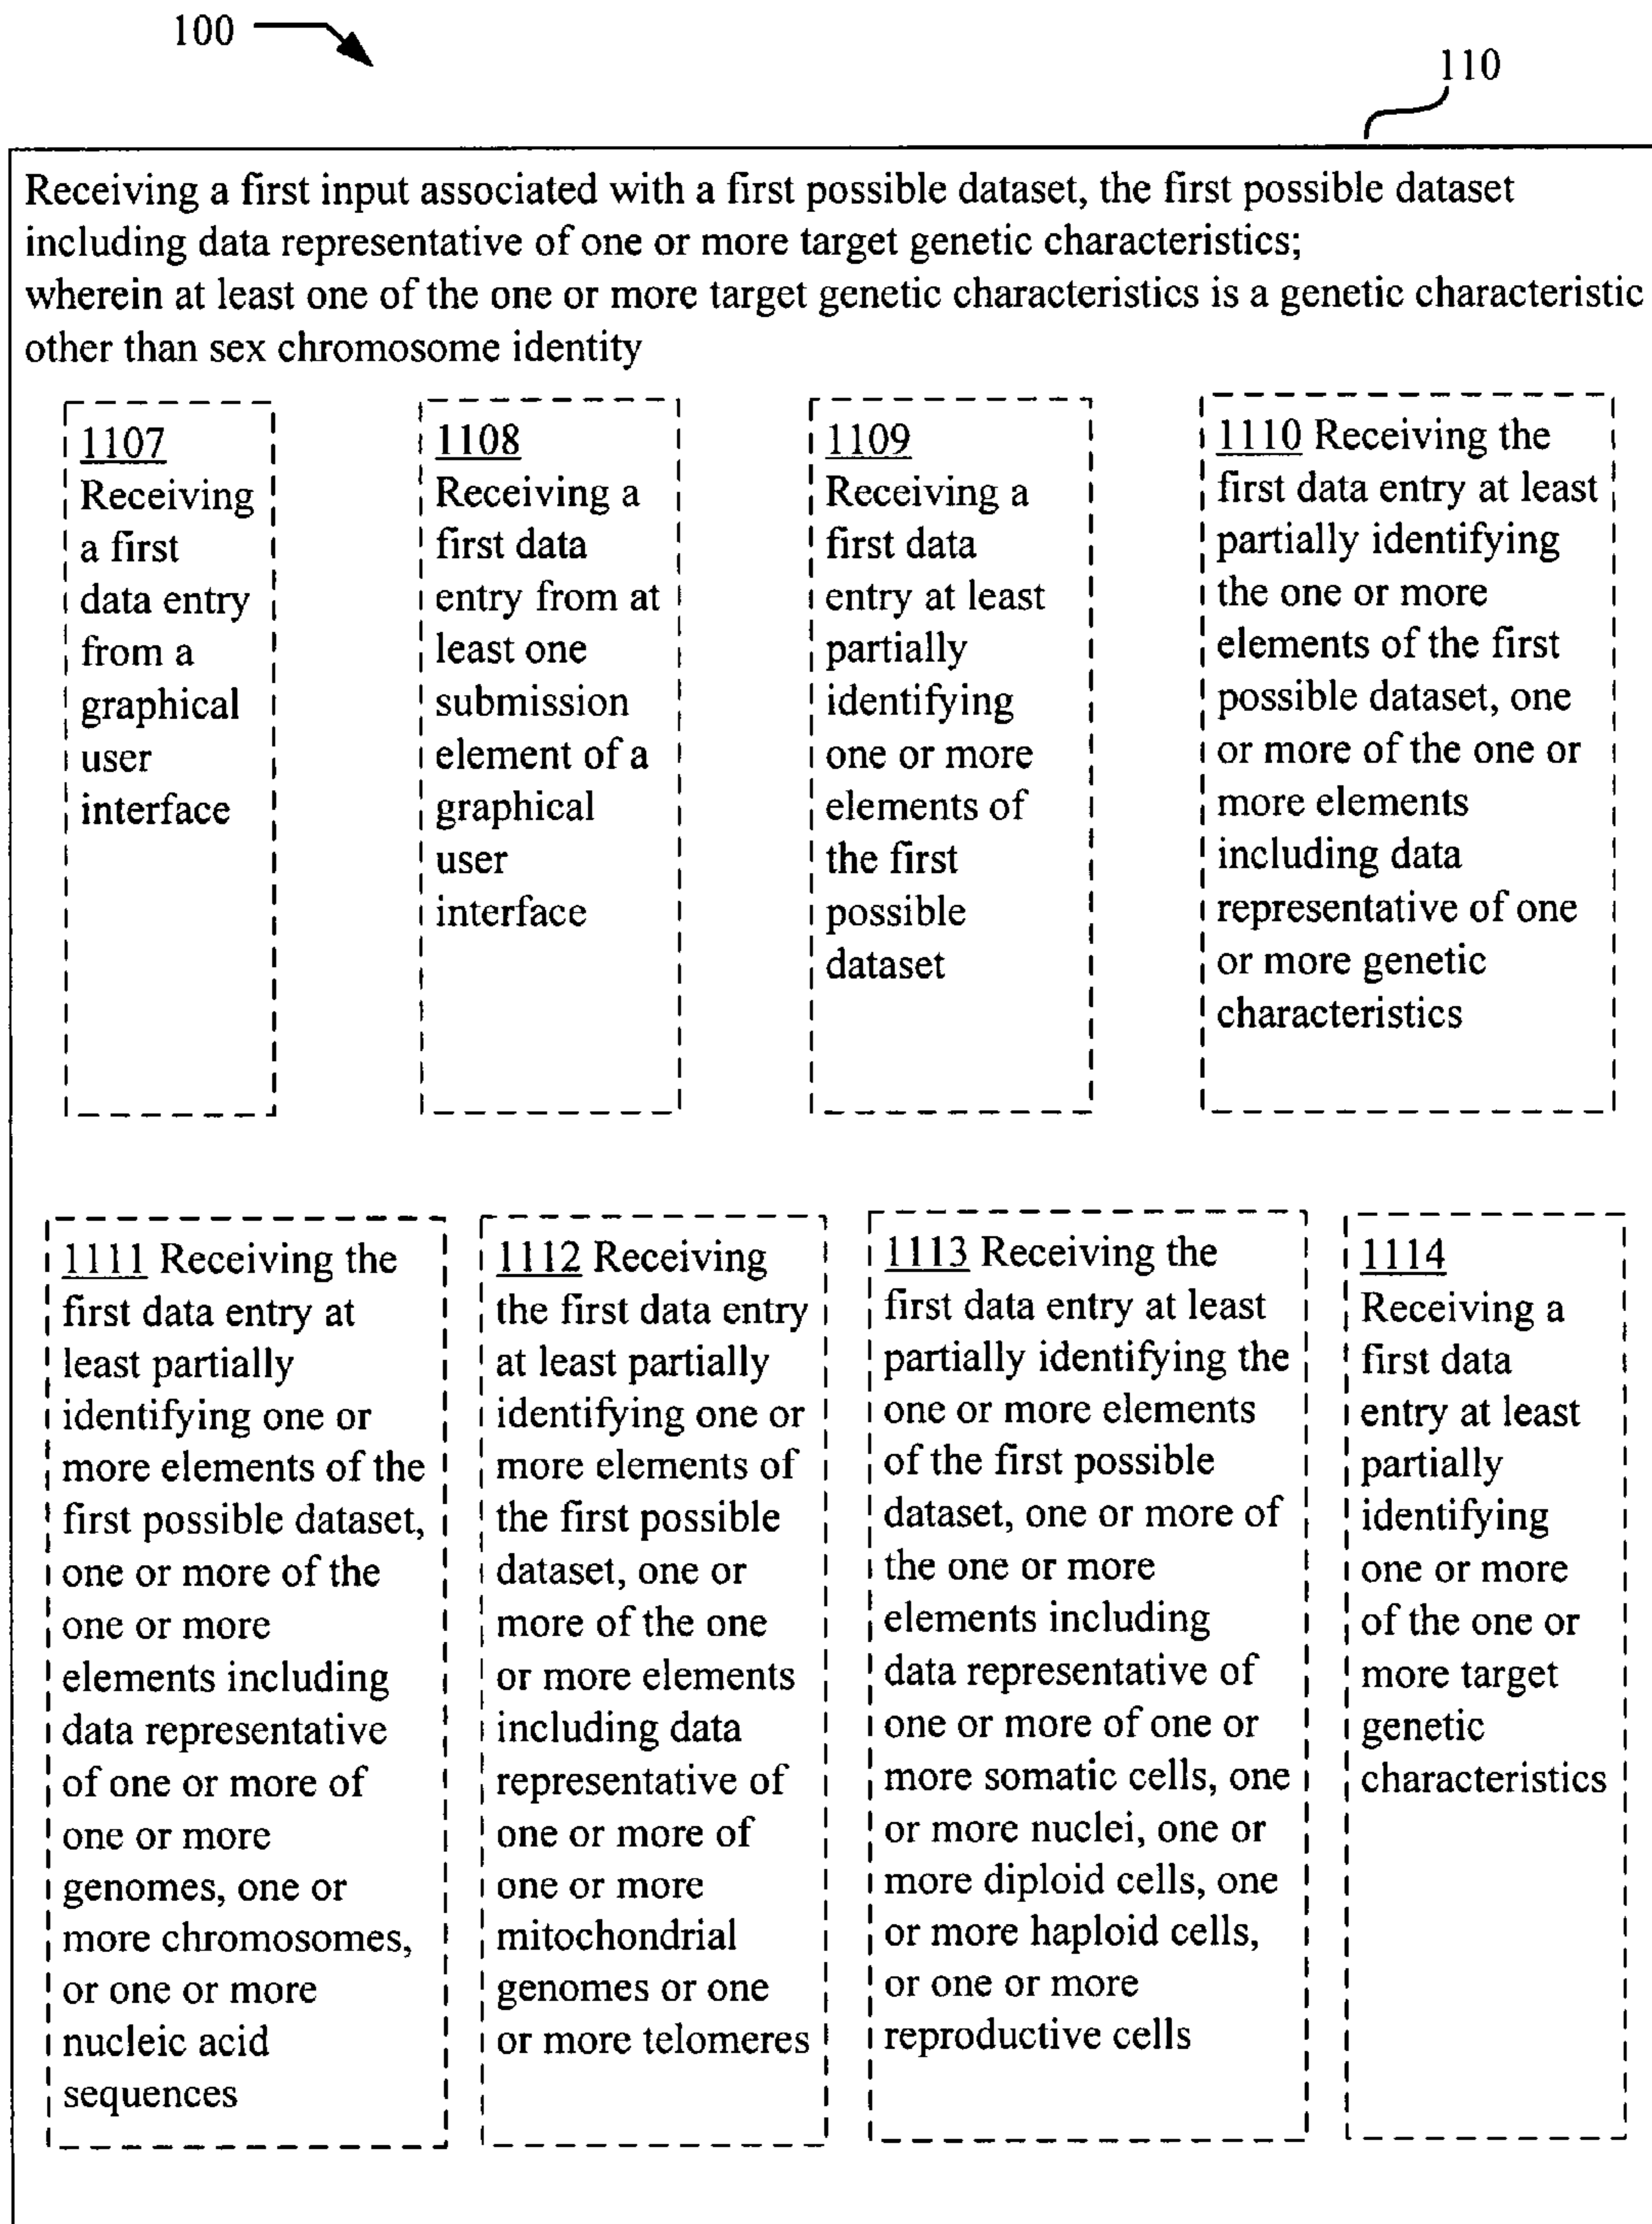 100
110
Receiving a first input associated with a first possible dataset, the first possible dataset
including data representative of one or more target genetic characteristics;
wherein at least one of the one or more target genetic characteristics is a genetic characteristic
other than sex chromosome identity
1107
Receiving
a first
data entry
from a
graphical
user
interface
1108
Receiving a
first data
entry from at
least one
submission
element of a
graphical
user
interface
1109
Receiving a
first data
entry at least
partially
identifying
one or more
elements of
the first
possible
dataset
1110 Receiving the
first data entry at least
partially identifying
the one or more
elements of the first
possible dataset, one
or more of the one or
more elements
including data
representative of one
or more genetic
characteristics
1111 Receiving the
first data entry at
least partially
identifying one or
more elements of the
first possible dataset,
one or more of the
one or more
elements including
data representative
of one or more of
one or more
genomes, one or
more chromosomes,
or one or more
nucleic acid
sequences
1112 Receiving
the first data entry
at least partially
identifying one or
more elements of
the first possible
dataset, one or
more of the one
or more elements
including data
representative of
one or more of
one or more
mitochondrial
genomes or one
or more telomeres
1113 Receiving the
first data entry at least
partially identifying the
one or more elements
of the first possible
dataset, one or more of
the one or more
elements including
data representative of
one or more of one or
more somatic cells, one
or more nuclei, one or
more diploid cells, one
or more haploid cells,
or one or more
reproductive cells
1114
Receiving a
first data
entry at least
partially
identifying
one or more
of the one or
more target
genetic
characteristics